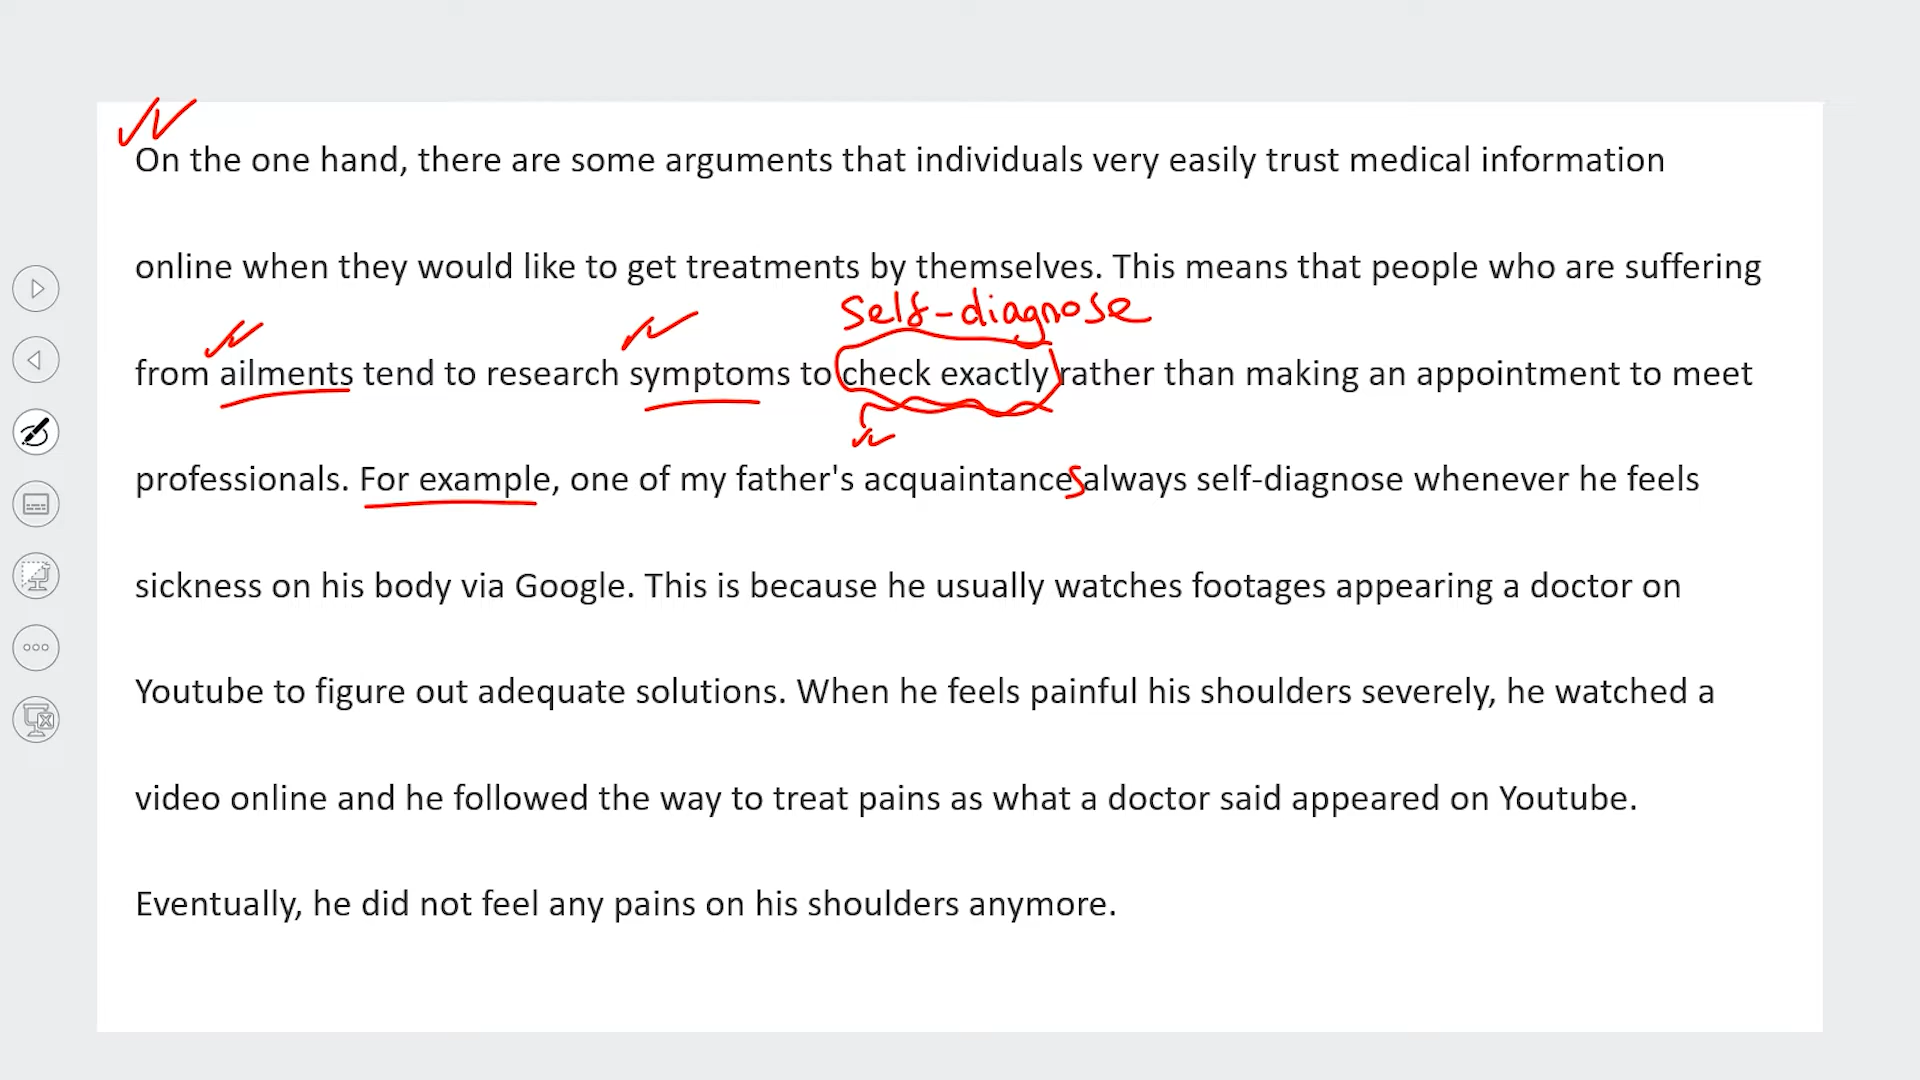 On the one hand, there are some arguments that individuals very easily trust medical information
online when they would like to get treatments by themselves. This means that people who are suffering
self-diagnose
from ailments tend to research symptoms to check exactly rather than making an appointment to meet
professionals. For example, one of my father's acquaintances always self-diagnose whenever he feels
sickness on his body via Google. This is because he usually watches footages appearing a doctor on
Youtube to figure out adequate solutions. When he feels painful his shoulders severely, he watched a
video online and he followed the way to treat pains as what a doctor said appeared on Youtube.
Eventually, he did not feel any pains on his shoulders anymore.